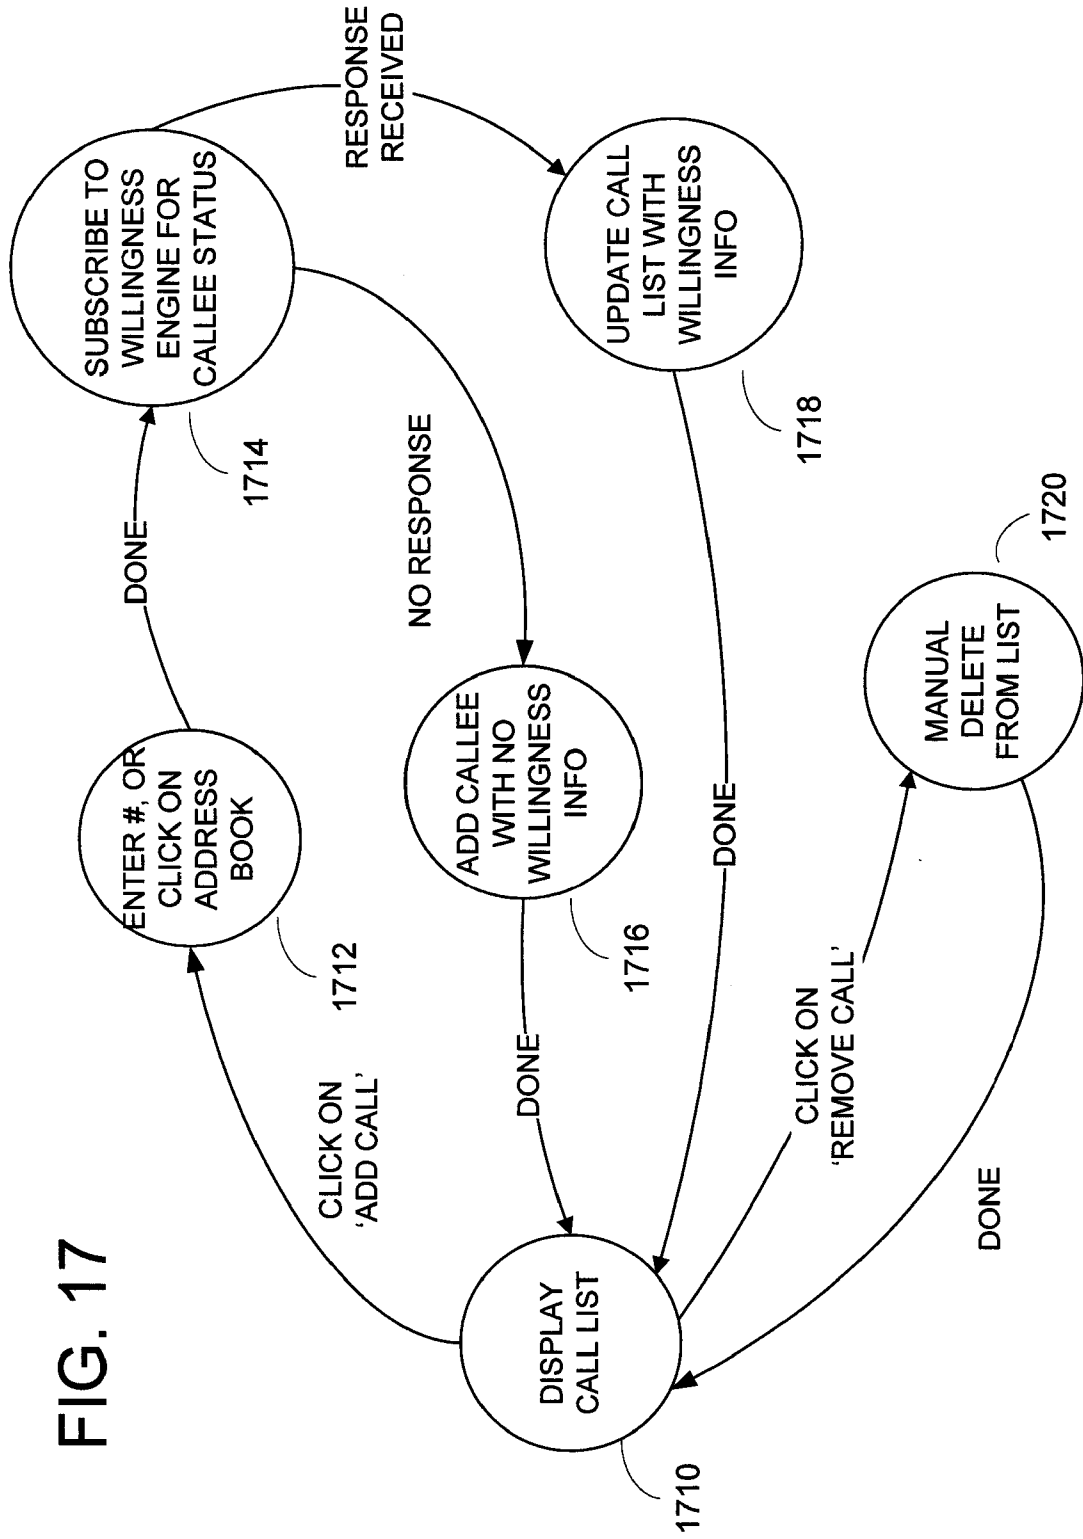 FIG. 17
DISPLAY
CALL LIST
1710
CLICK ON
‘ADD CALL’
ENTER #, OR
CLICK ON
ADDRESS
BOOK
1712
DONE
SUBSCRIBE TO
WILLINGNESS
ENGINE FOR
CALLEE STATUS
1714
NO RESPONSE
RESPONSE
RECEIVED
ADD CALLEE
WITH NO
WILLINGNESS
INFO
1716
DONE
UPDATE CALL
LIST WITH
WILLINGNESS
INFO
1718
DONE
CLICK ON
‘REMOVE CALL’
MANUAL
DELETE
FROM LIST
1720
DONE